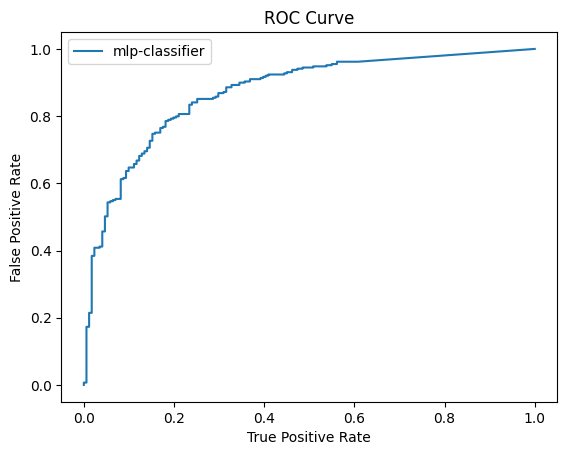 ROC Curve
mlp-classifier
1.0
0.8
0.6
0.4
0.2
0.0
False Positive Rate
0.0 0.2 0.4 0.6 0.8 1.0
True Positive Rate